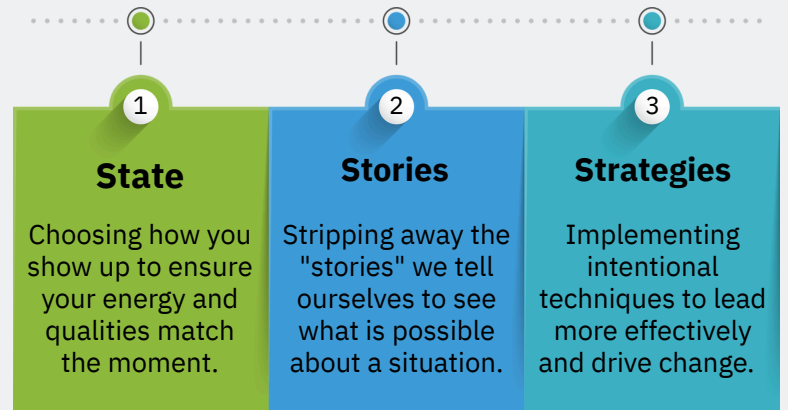 1
State
Choosing how you
show up to ensure
your energy and
qualities match
the moment.
2
Stories
Stripping away the
"stories" we tell
ourselves to see
what is possible
about a situation.
3
Strategies
Implementing
intentional
techniques to lead
more effectively
and drive change.